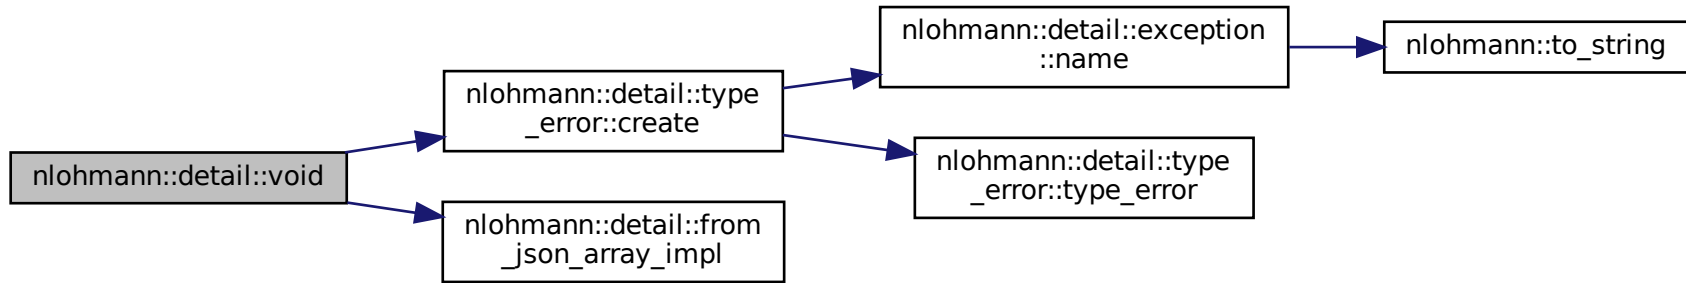 nlohmann::detail::void
nlohmann::detail::type
_error::create
nlohmann::detail::from
_json_array_impl
nlohmann::detail::exception
::name
nlohmann::detail::type
_error::type_error
nlohmann::to_string